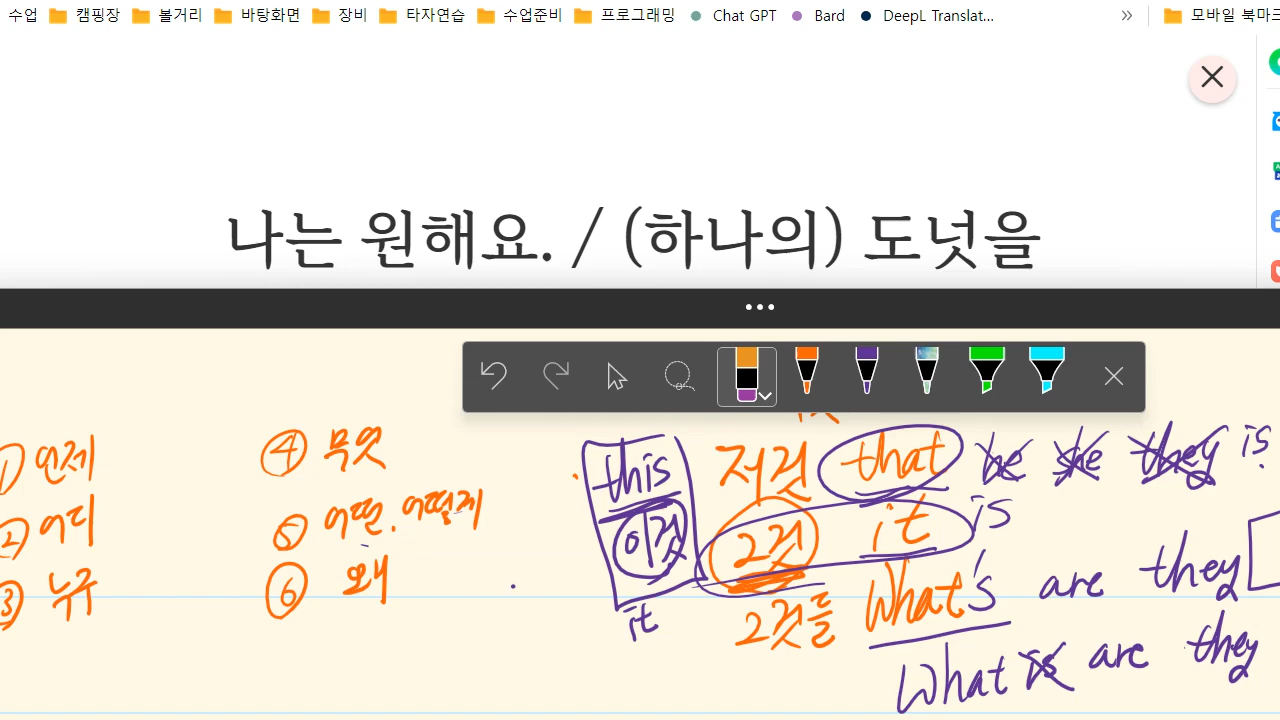 수업 캠핑장 볼거리 바탕화면 장비 타자연습 수업준비 프로그래밍 Chat GPT Bard DeepL Translat... » 모바일 북마크
나는 원해요. / (하나의) 도넛을
① 언제 ④ 무엇 this 저것 that he she they is.
② 어디 ⑤ 어떤. 어떻게 이것 그것 it is
③ 누구 ⑥ 왜 it 그것들 What's are they
What is are they